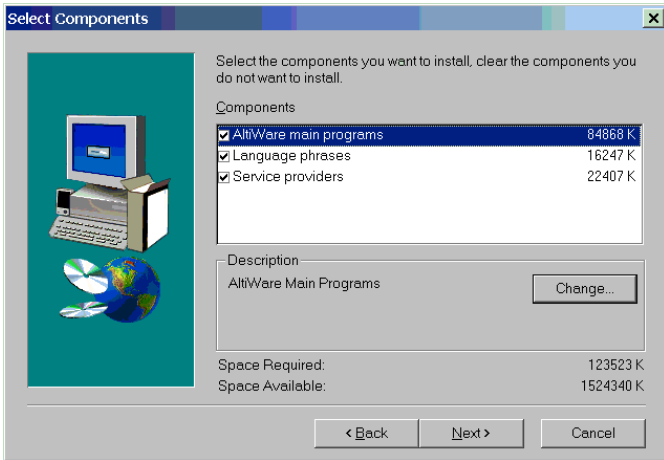 Select Components
Select the components you want to install, clear the components you
do not want to install.
Components
AltiWare main programs 84868 K
Language phrases 16247 K
Service providers 22407 K
Description
AltiWare Main Programs
Change...
Space Required: 123523 K
Space Available: 1524340 K
< Back
Next >
Cancel